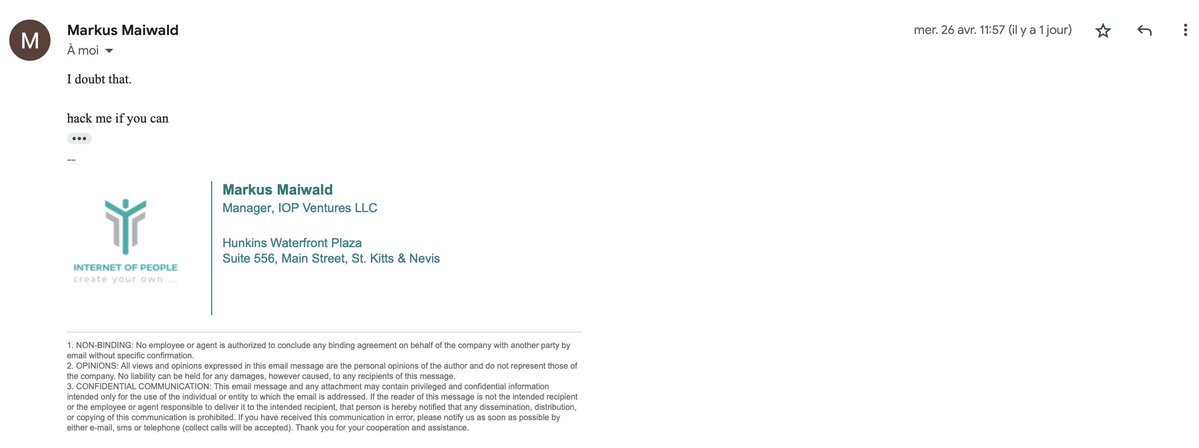 M
Markus Maiwald
mer. 26 avr. 11:57 (il y a 1 jour)
À moi
I doubt that.
hack me if you can
•••
--
INTERNET OF PEOPLE
create your own ...
Markus Maiwald
Manager, IOP Ventures LLC
Hunkins Waterfront Plaza
Suite 556, Main Street, St. Kitts & Nevis
1. NON-BINDING: No employee or agent is authorized to conclude any binding agreement on behalf of the company with another party by
email without specific confirmation.
2. OPINIONS: All views and opinions expressed in this email message are the personal opinions of the author and do not represent those of
the company. No liability can be held for any damages, however caused, to any recipients of this message.
3. CONFIDENTIAL COMMUNICATION: This email message and any attachment may contain privileged and confidential information
intended only for the use of the individual or entity to which the email is addressed. If the reader of this message is not the intended recipient
or the employee or agent responsible to deliver it to the intended recipient, that person is hereby notified that any dissemination, distribution,
or copying of this communication is prohibited. If you have received this communication in error, please notify us as soon as possible by
either e-mail, sms or telephone (collect calls will be accepted). Thank you for your cooperation and assistance.